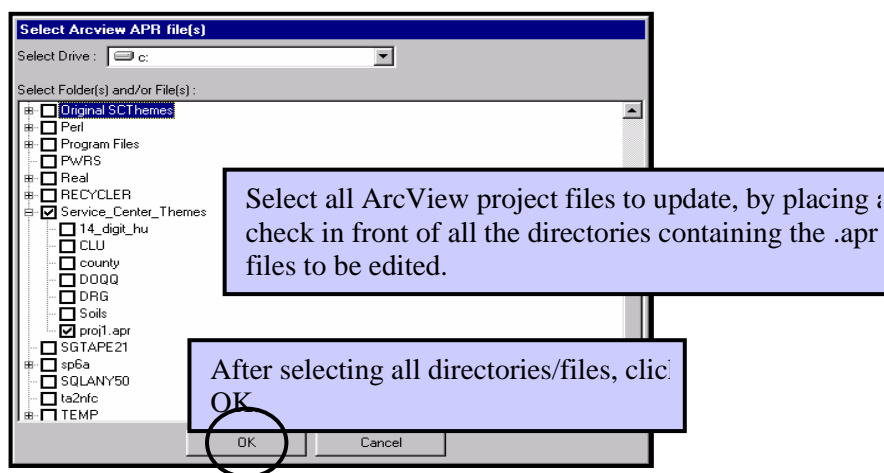 Select Arcview APR file(s)
Select Drive : c:
Select Folder(s) and/or File(s) :
Original SCThemes
Perl
Program Files
PWRS
Real
RECYCLER
Service_Center_Themes
14_digit_hu
CLU
county
DOQQ
DRG
Soils
proj1.apr
SGTAPE21
sp6a
SQLANY50
ta2nfc
TEMP
Select all ArcView project files to update, by placing a
check in front of all the directories containing the .apr
files to be edited.
After selecting all directories/files,
OK
OK Cancel